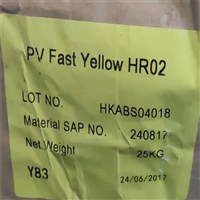 PV Fast Yellow HR02
LOT NO. HKABS04018
Material SAP NO. 240817
Net Weight 25KG
Y83 24/06/2017